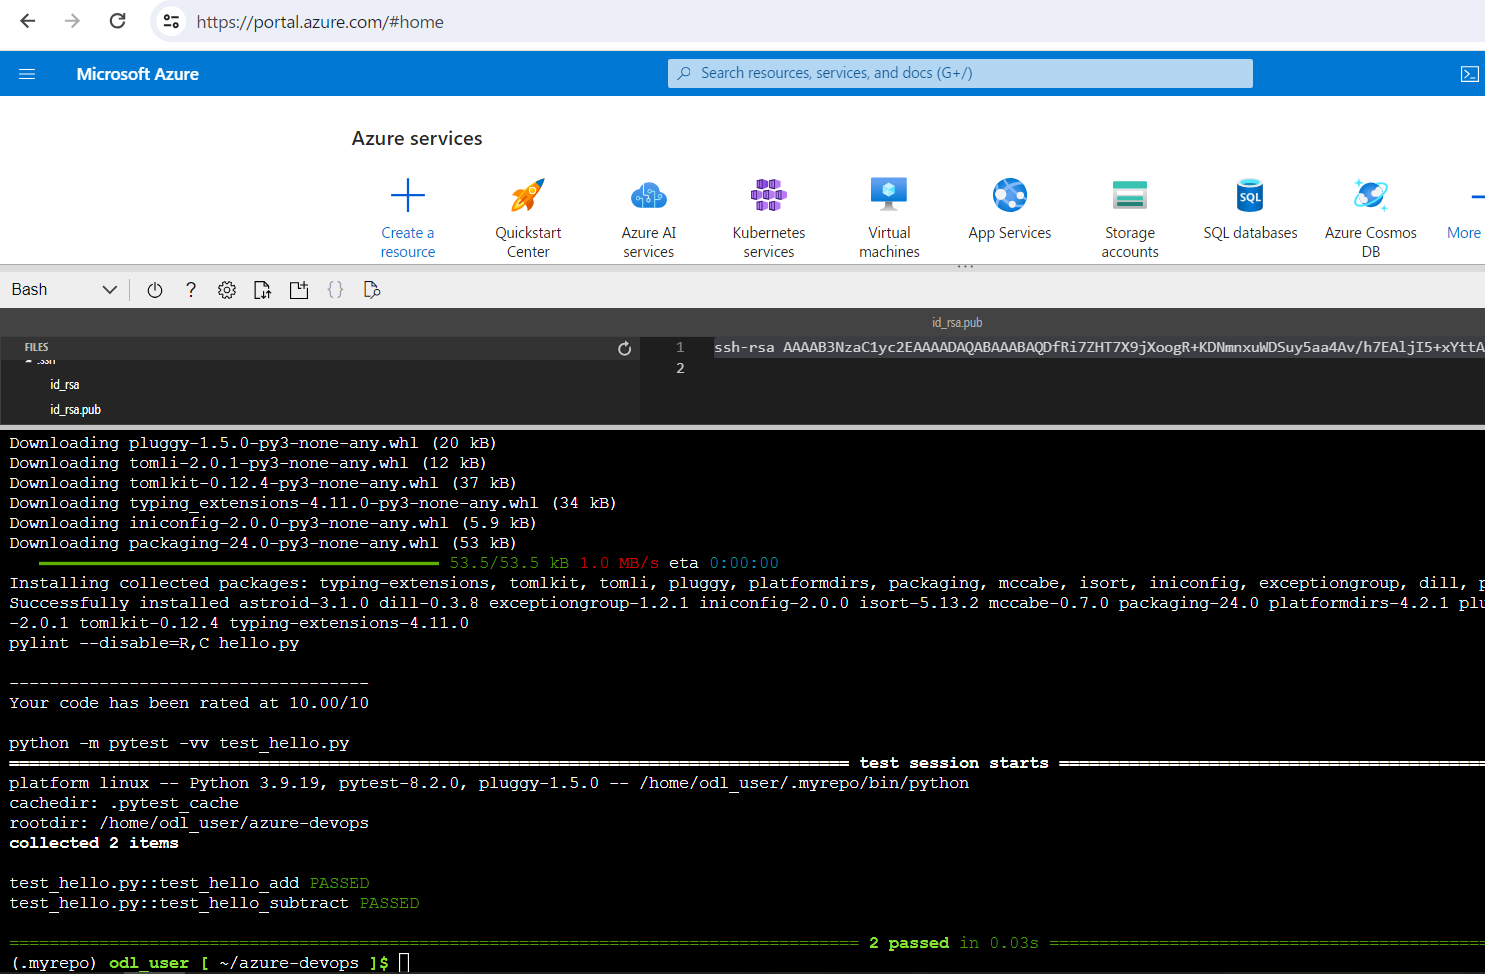 https://portal.azure.com/#home
Microsoft Azure
Search resources, services, and docs (G+/)
Azure services
Create a resource
Quickstart Center
Azure AI services
Kubernetes services
Virtual machines
App Services
Storage accounts
SQL
SQL databases
Azure Cosmos DB
More
Bash
?
{}
id_rsa.pub
FILES
.ssh
id_rsa
id_rsa.pub
1 ssh-rsa AAAAB3NzaC1yc2EAAAADAQABAAABAQDfRi7ZHT7X9jXoogR+KDNmnxuWDSuy5aa4Av/h7EAljI5+xYttA
2
Downloading pluggy-1.5.0-py3-none-any.whl (20 kB)
Downloading tomli-2.0.1-py3-none-any.whl (12 kB)
Downloading tomlkit-0.12.4-py3-none-any.whl (37 kB)
Downloading typing_extensions-4.11.0-py3-none-any.whl (34 kB)
Downloading iniconfig-2.0.0-py3-none-any.whl (5.9 kB)
Downloading packaging-24.0-py3-none-any.whl (53 kB)
53.5/53.5 kB 1.0 MB/s eta 0:00:00
Installing collected packages: typing-extensions, tomlkit, tomli, pluggy, platformdirs, packaging, mccabe, isort, iniconfig, exceptiongroup, dill, p
Successfully installed astroid-3.1.0 dill-0.3.8 exceptiongroup-1.2.1 iniconfig-2.0.0 isort-5.13.2 mccabe-0.7.0 packaging-24.0 platformdirs-4.2.1 plu
-2.0.1 tomlkit-0.12.4 typing-extensions-4.11.0
pylint --disable=R,C hello.py
------------------------------------
Your code has been rated at 10.00/10
python -m pytest -vv test_hello.py
test session starts
platform linux -- Python 3.9.19, pytest-8.2.0, pluggy-1.5.0 -- /home/odl_user/.myrepo/bin/python
cachedir: .pytest_cache
rootdir: /home/odl_user/azure-devops
collected 2 items
test_hello.py::test_hello_add PASSED
test_hello.py::test_hello_subtract PASSED
2 passed in 0.03s
(.myrepo) odl_user [ ~/azure-devops ]$